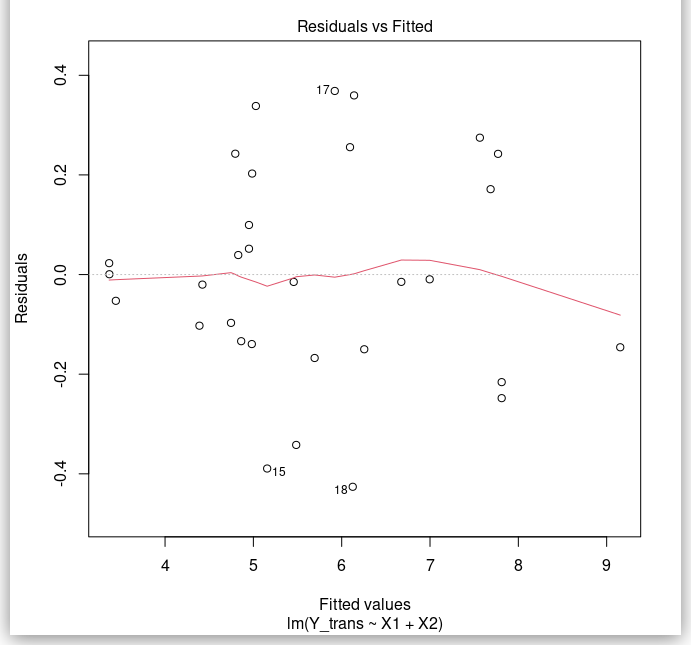 Residuals vs Fitted
Residuals
0.4
0.2
0.0
-0.2
-0.4
17
15
18
4 5 6 7 8 9
Fitted values
lm(Y_trans ~ X1 + X2)